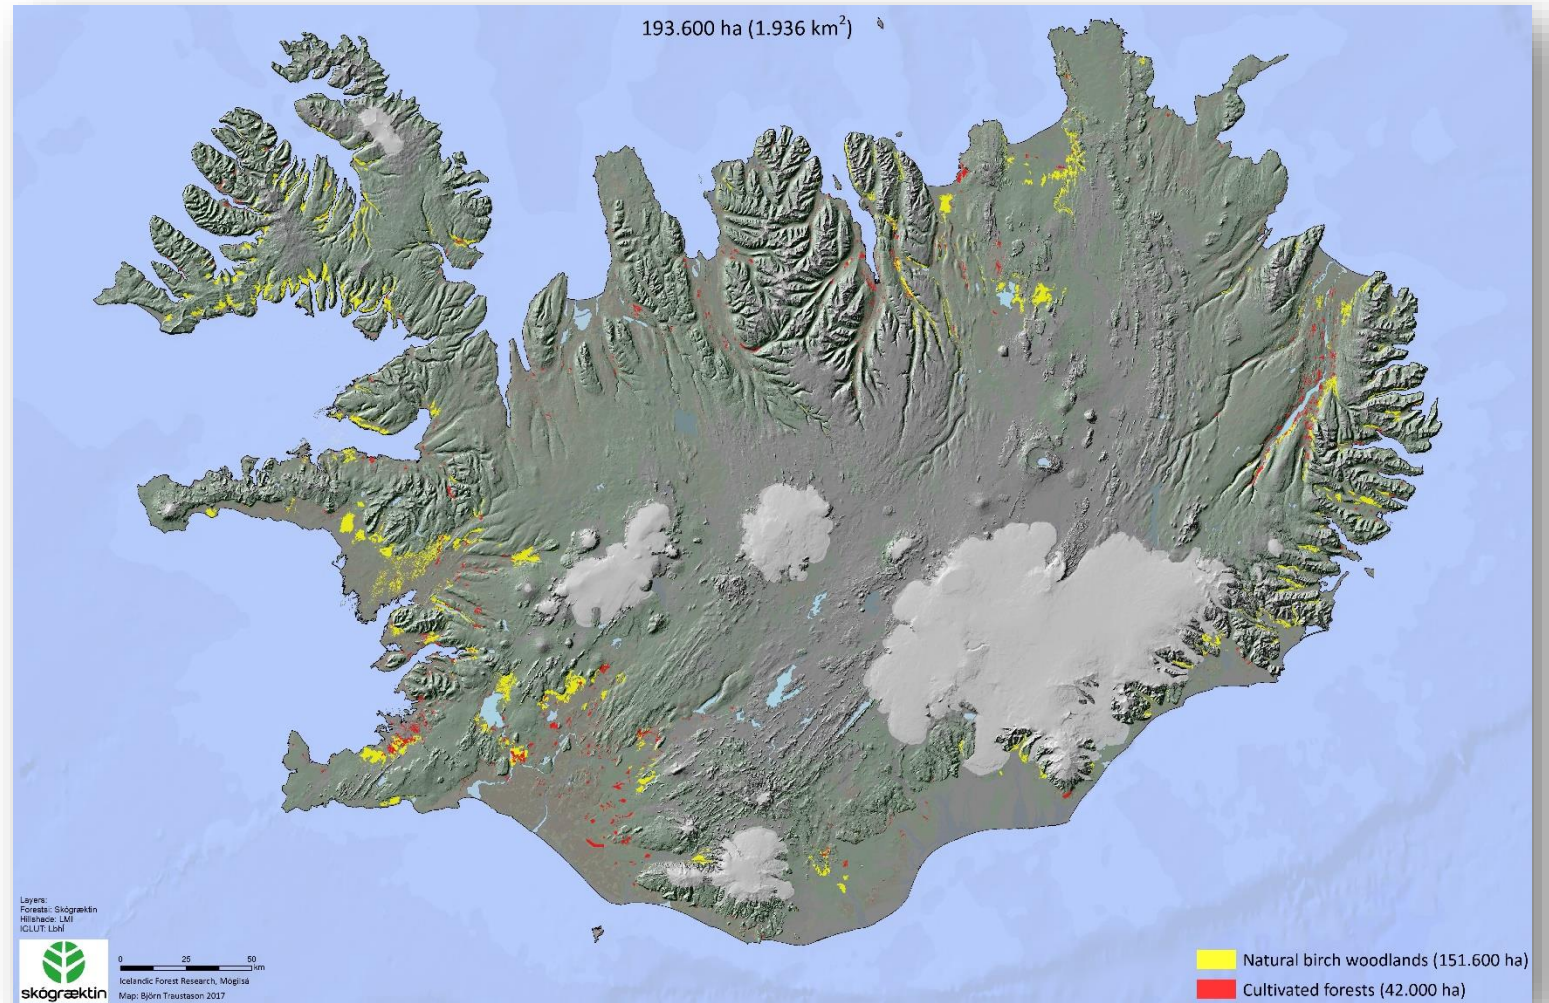 193.600 ha (1.936 km²)
Layers:
Forests: Skógræktin
Hillshade: LMI
IGLUT: LbhÍ
skógræktin
0 25 50
km
Icelandic Forest Research, Mógilsá
Map: Björn Traustason 2017
Natural birch woodlands (151.600 ha)
Cultivated forests (42.000 ha)